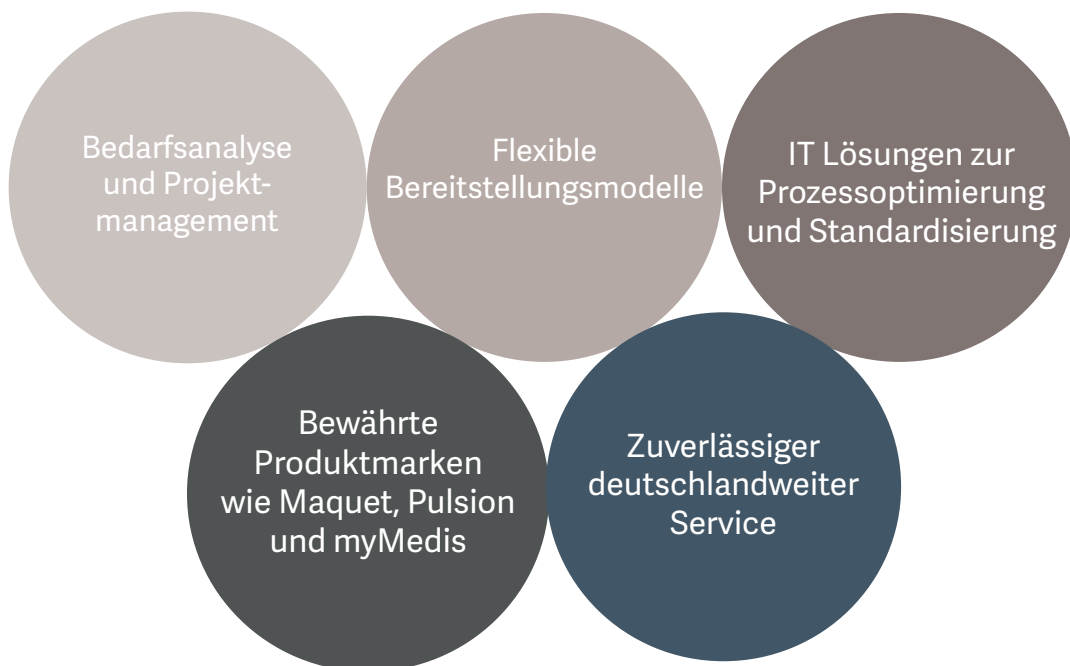 Bedarfsanalyse
und Projekt-
management
Flexible
Bereitstellungsmodelle
IT Lösungen zur
Prozessoptimierung
und Standardisierung
Bewährte
Produktmarken
wie Maquet, Pulsion
und myMedis
Zuverlässiger
deutschlandweiter
Service